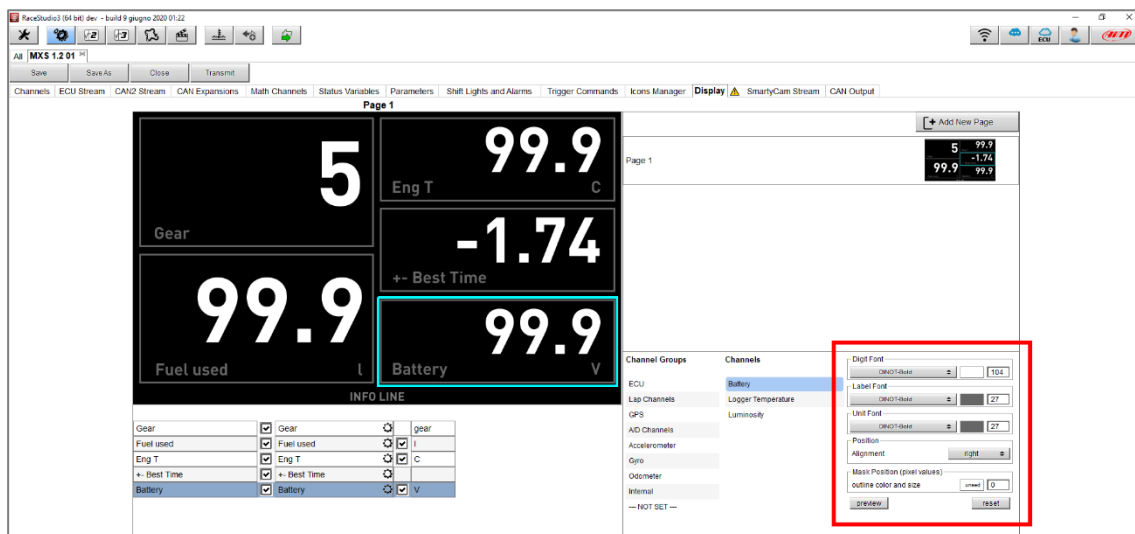 RaceStudio3 (64 bit) dev - build 9 giugno 2020 01:22
ECU
AiM
All MXS 1.2 01
Save Save As Close Transmit
Channels ECU Stream CAN2 Stream CAN Expansions Math Channels Status Variables Parameters Shift Lights and Alarms Trigger Commands Icons Manager Display SmartyCam Stream CAN Output
Page 1
5
Gear
99.9
Eng T C
-1.74
+- Best Time
99.9
Fuel used l
99.9
Battery V
INFO LINE
Gear Gear gear
Fuel used Fuel used l
Eng T Eng T C
+- Best Time +- Best Time
Battery Battery V
+ Add New Page
Page 1
5 99.9
-1.74
99.9 99.9
Channel Groups Channels
ECU Battery
Lap Channels Logger Temperature
GPS Luminosity
A/D Channels
Accelerometer
Gyro
Odometer
Internal
--- NOT SET ---
Digit Font
DINOT-Bold 104
Label Font
DINOT-Bold 27
Unit Font
DINOT-Bold 27
Position
Alignment right
Mask Position (pixel values)
outline color and size unused 0
preview reset